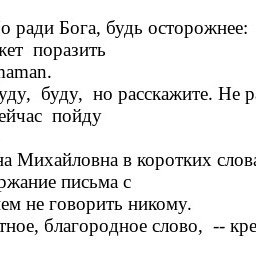 о ради Бога, будь осторожнее:
жет поразить
maman.
уду, буду, но расскажите. Не р
ейчас пойду
на Михайловна в коротких слова
ржание письма с
ем не говорить никому.
тное, благородное слово, -- кре